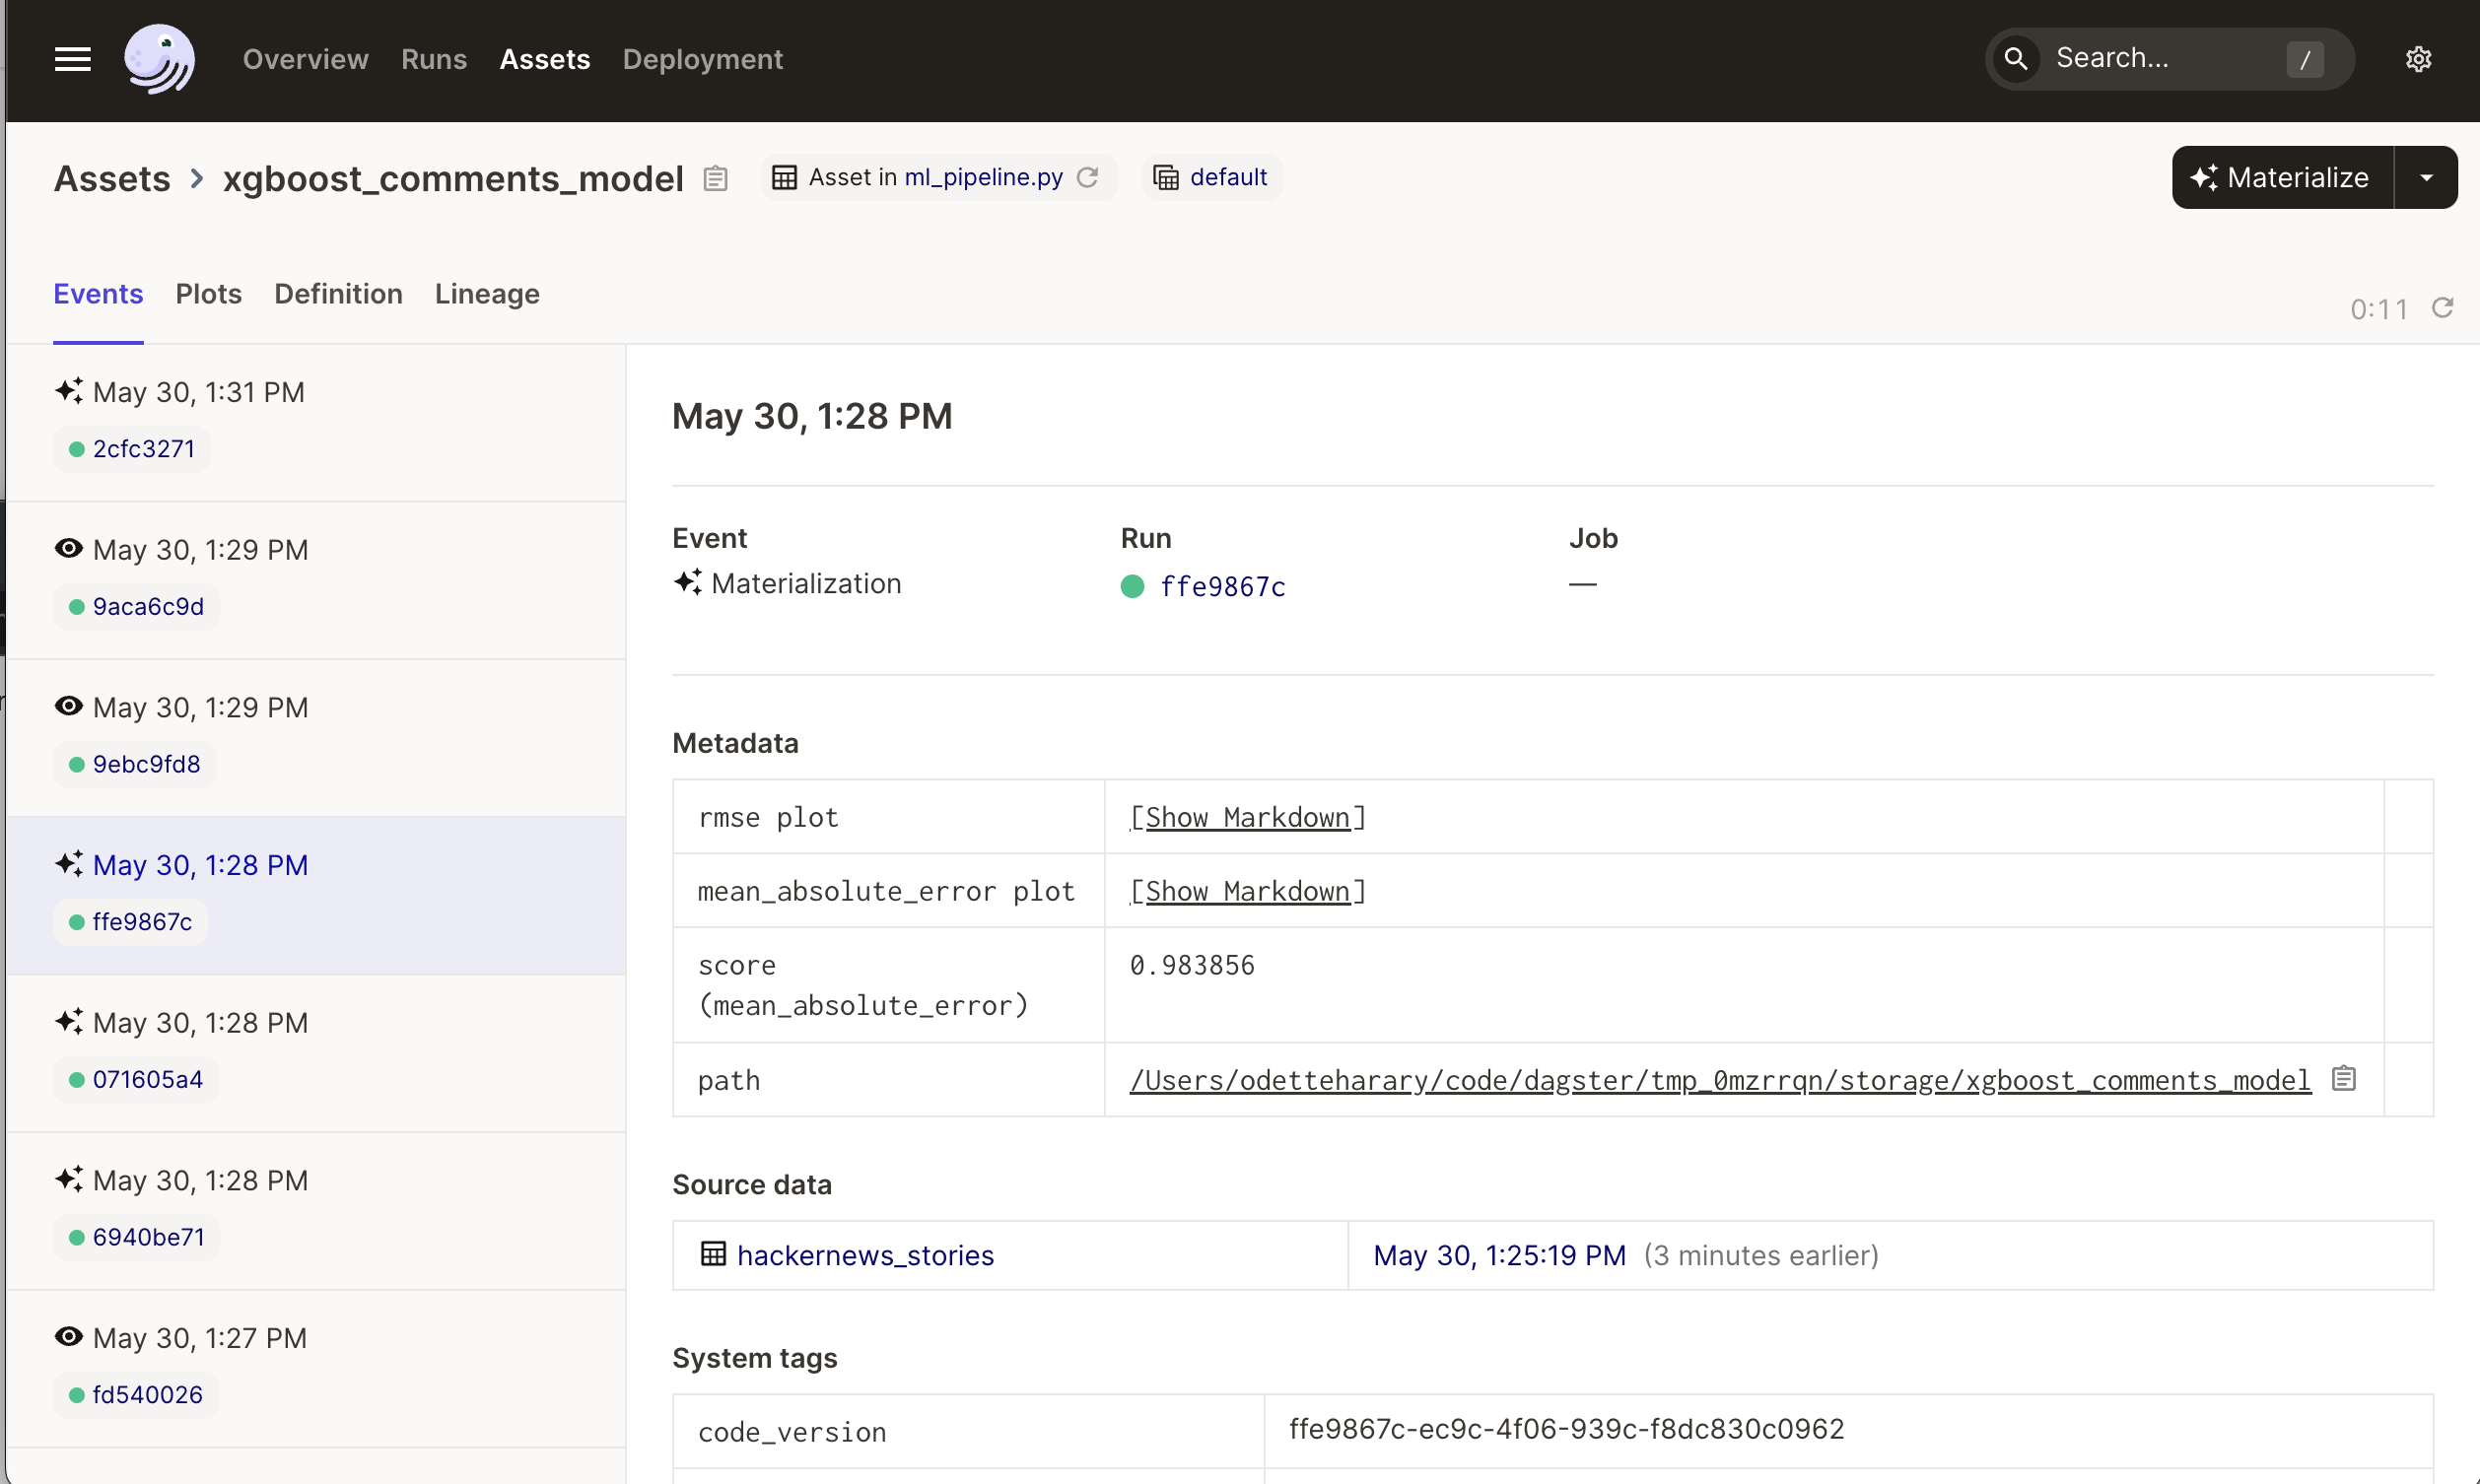 Overview Runs Assets Deployment Search... /
Assets > xgboost_comments_model Asset in ml_pipeline.py default Materialize
Events Plots Definition Lineage 0:11
May 30, 1:31 PM
2cfc3271
May 30, 1:29 PM
9aca6c9d
May 30, 1:29 PM
9ebc9fd8
May 30, 1:28 PM
ffe9867c
May 30, 1:28 PM
071605a4
May 30, 1:28 PM
6940be71
May 30, 1:27 PM
fd540026
May 30, 1:28 PM
Event Run Job
Materialization ffe9867c —
Metadata
rmse plot [Show Markdown]
mean_absolute_error plot [Show Markdown]
score 0.983856
(mean_absolute_error)
path /Users/odetteharary/code/dagster/tmp_0mzrrqn/storage/xgboost_comments_model
Source data
hackernews_stories May 30, 1:25:19 PM (3 minutes earlier)
System tags
code_version ffe9867c-ec9c-4f06-939c-f8dc830c0962